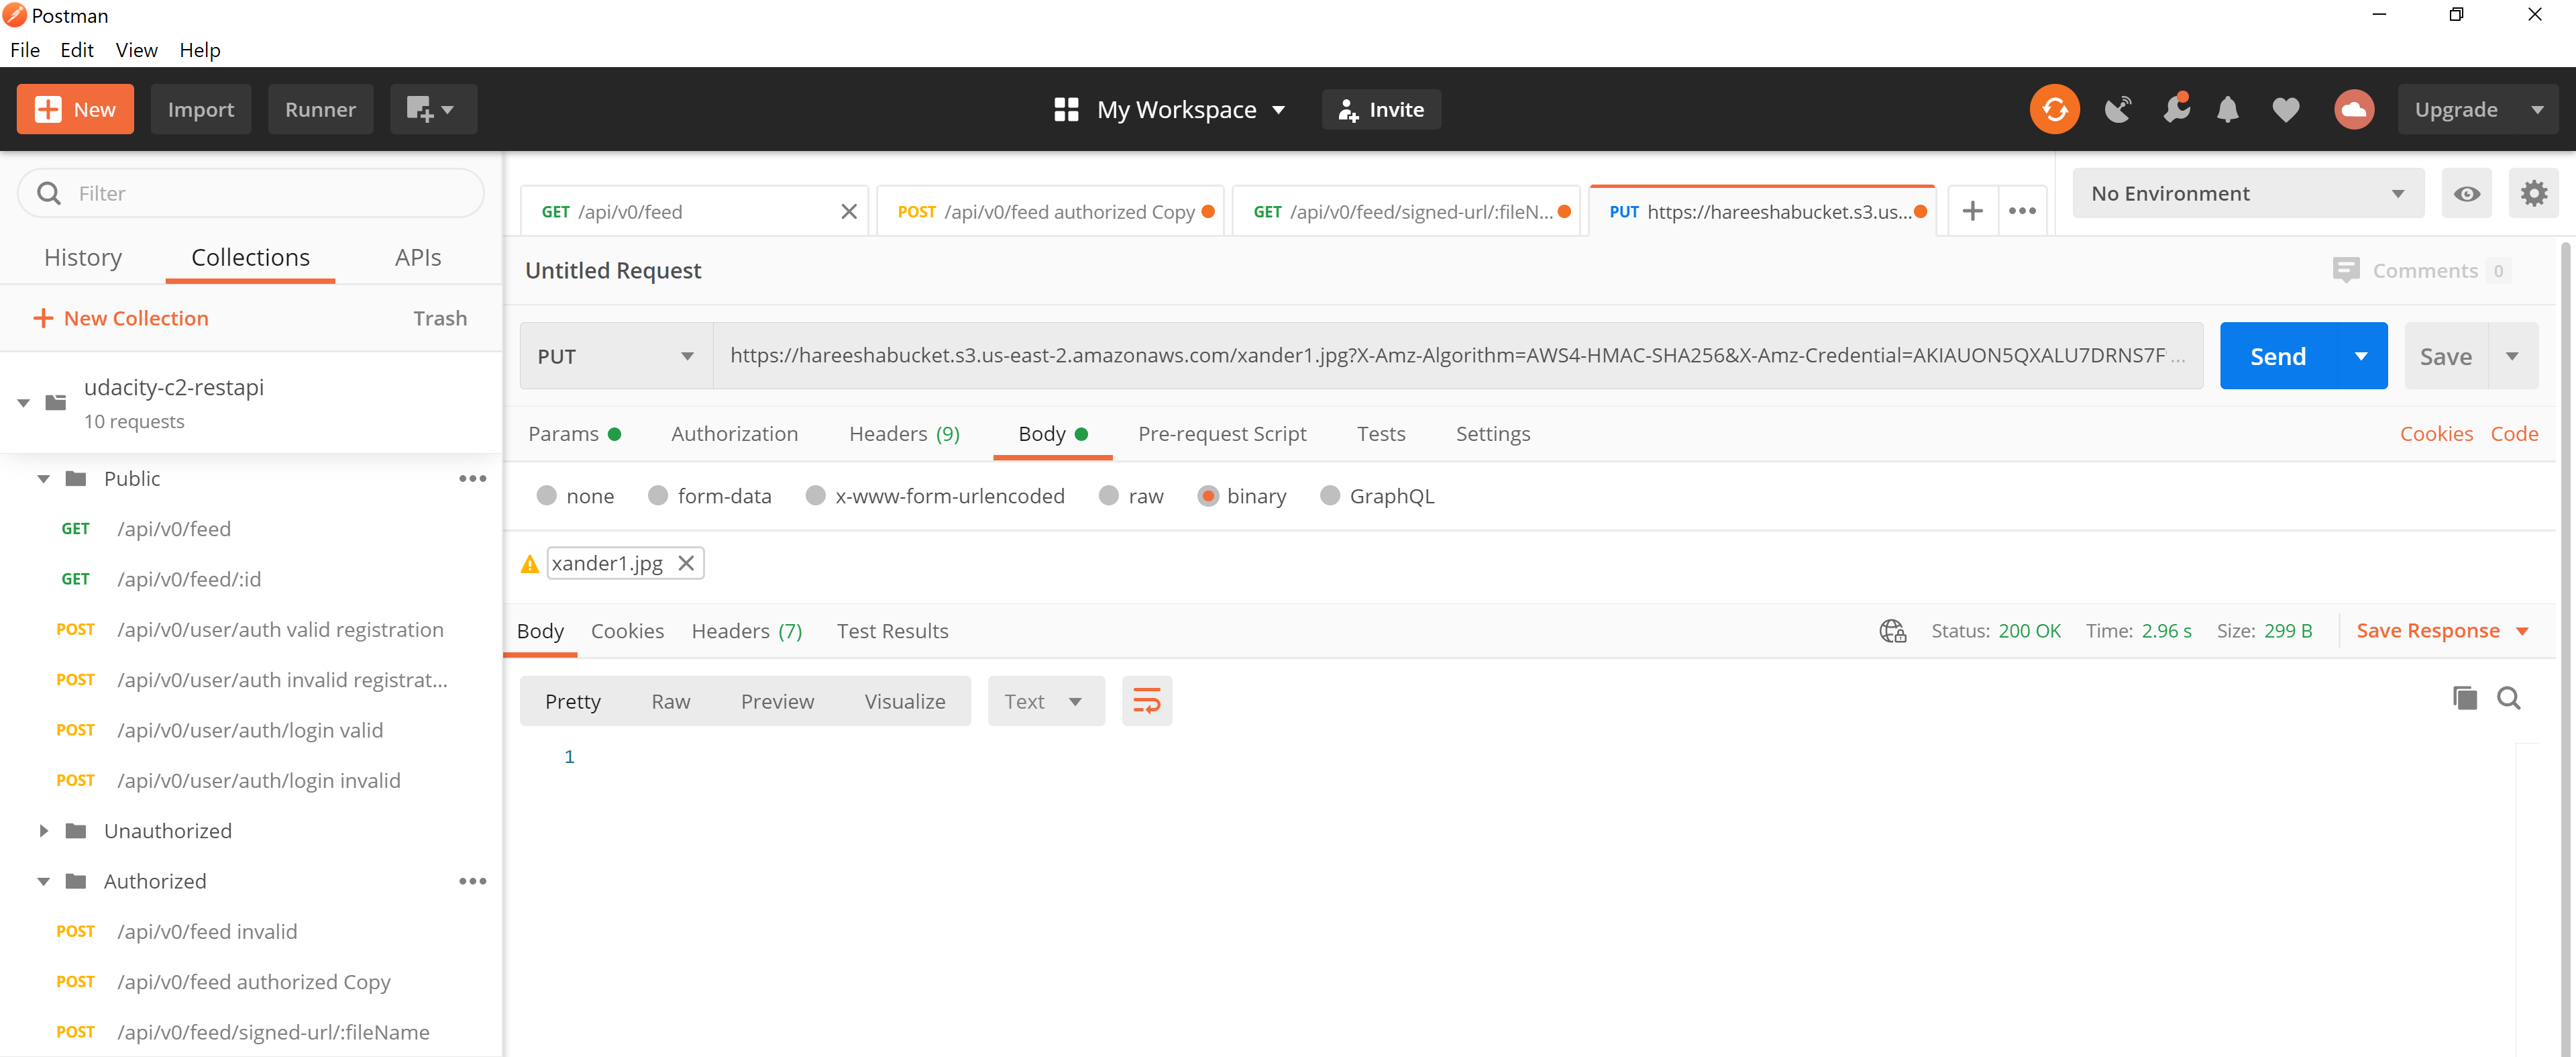 Postman
File Edit View Help
New Import Runner My Workspace Invite Upgrade
Filter
History Collections APIs
New Collection Trash
udacity-c2-restapi
10 requests
Public
GET /api/v0/feed
GET /api/v0/feed/:id
POST /api/v0/user/auth valid registration
POST /api/v0/user/auth invalid registrat...
POST /api/v0/user/auth/login valid
POST /api/v0/user/auth/login invalid
Unauthorized
Authorized
POST /api/v0/feed invalid
POST /api/v0/feed authorized Copy
POST /api/v0/feed/signed-url/:fileName
GET /api/v0/feed POST /api/v0/feed authorized Copy GET /api/v0/feed/signed-url/:fileN... PUT https://hareeshabucket.s3.us... No Environment
Untitled Request Comments 0
PUT https://hareeshabucket.s3.us-east-2.amazonaws.com/xander1.jpg?X-Amz-Algorithm=AWS4-HMAC-SHA256&X-Amz-Credential=AKIAUON5QXALU7DRNS7F... Send Save
Params Authorization Headers (9) Body Pre-request Script Tests Settings Cookies Code
none form-data x-www-form-urlencoded raw binary GraphQL
xander1.jpg
Body Cookies Headers (7) Test Results Status: 200 OK Time: 2.96 s Size: 299 B Save Response
Pretty Raw Preview Visualize Text
1